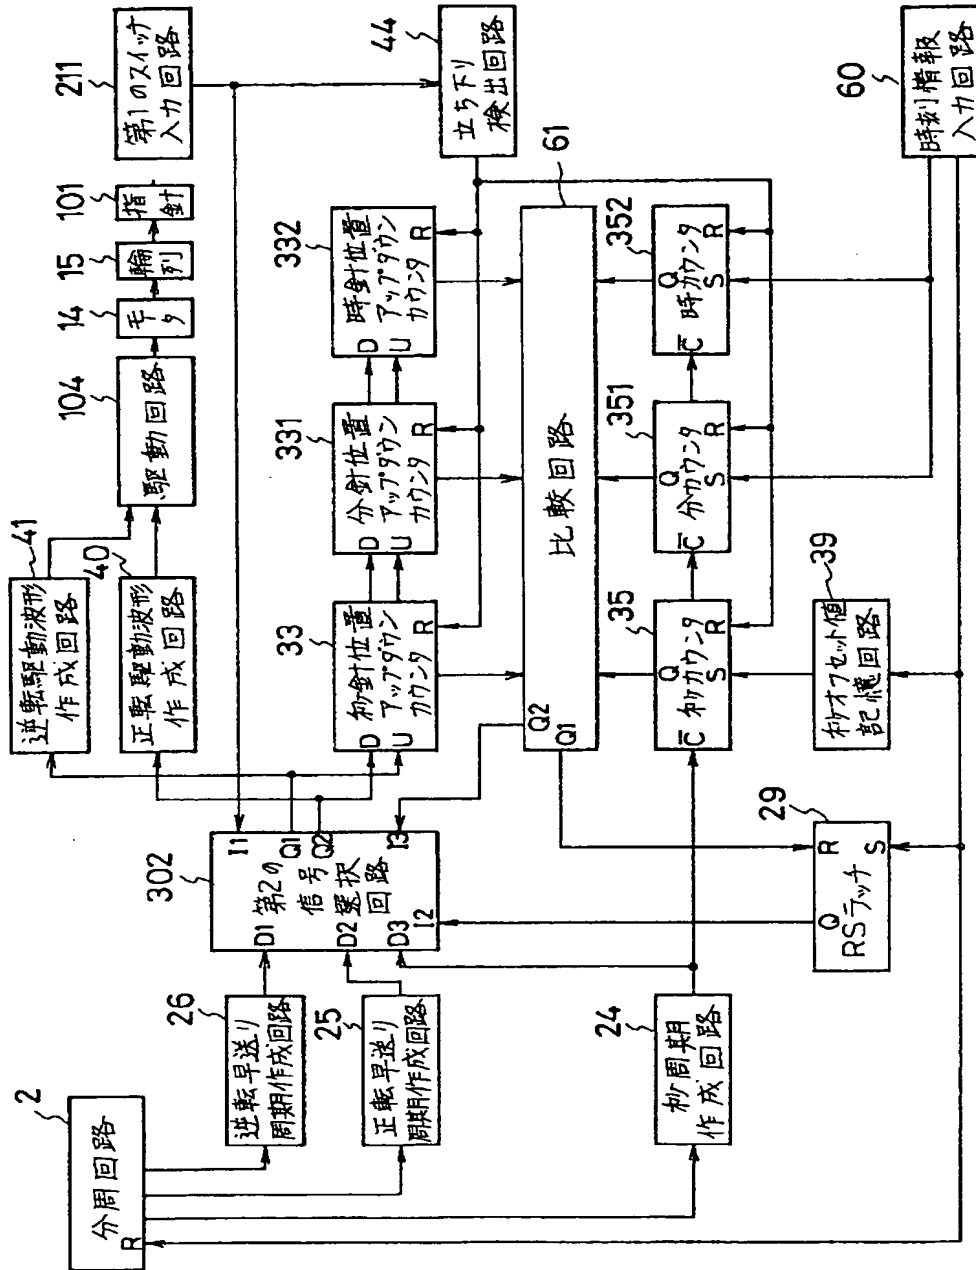 2
分周回路
R
26
逆転早送り
周期作成回路
25
正転早送り
周期作成回路
24
秒周期
作成回路
302
第2の
信号
選択
回路
D1
D2
D3
I1
Q1
Q2
I3
I2
29
R
Q
S
RSラッチ
41
逆転駆動波形
作成回路
40
正転駆動波形
作成回路
104
駆動回路
14
モータ
15
輪列
101
指針
211
第1のスイッチ
入力回路
33
秒針位置
アップダウン
カウンタ
D
U
R
331
分針位置
アップダウン
カウンタ
D
U
R
332
時針位置
アップダウン
カウンタ
D
U
R
44
立ち下り
検出回路
61
比較回路
Q2
Q1
35
C̅ 秒カウンタ
Q
S
R
351
C̅ 分カウンタ
Q
S
R
352
C̅ 時カウンタ
Q
S
R
39
秒オフセット値
記憶回路
60
時刻情報
入力回路